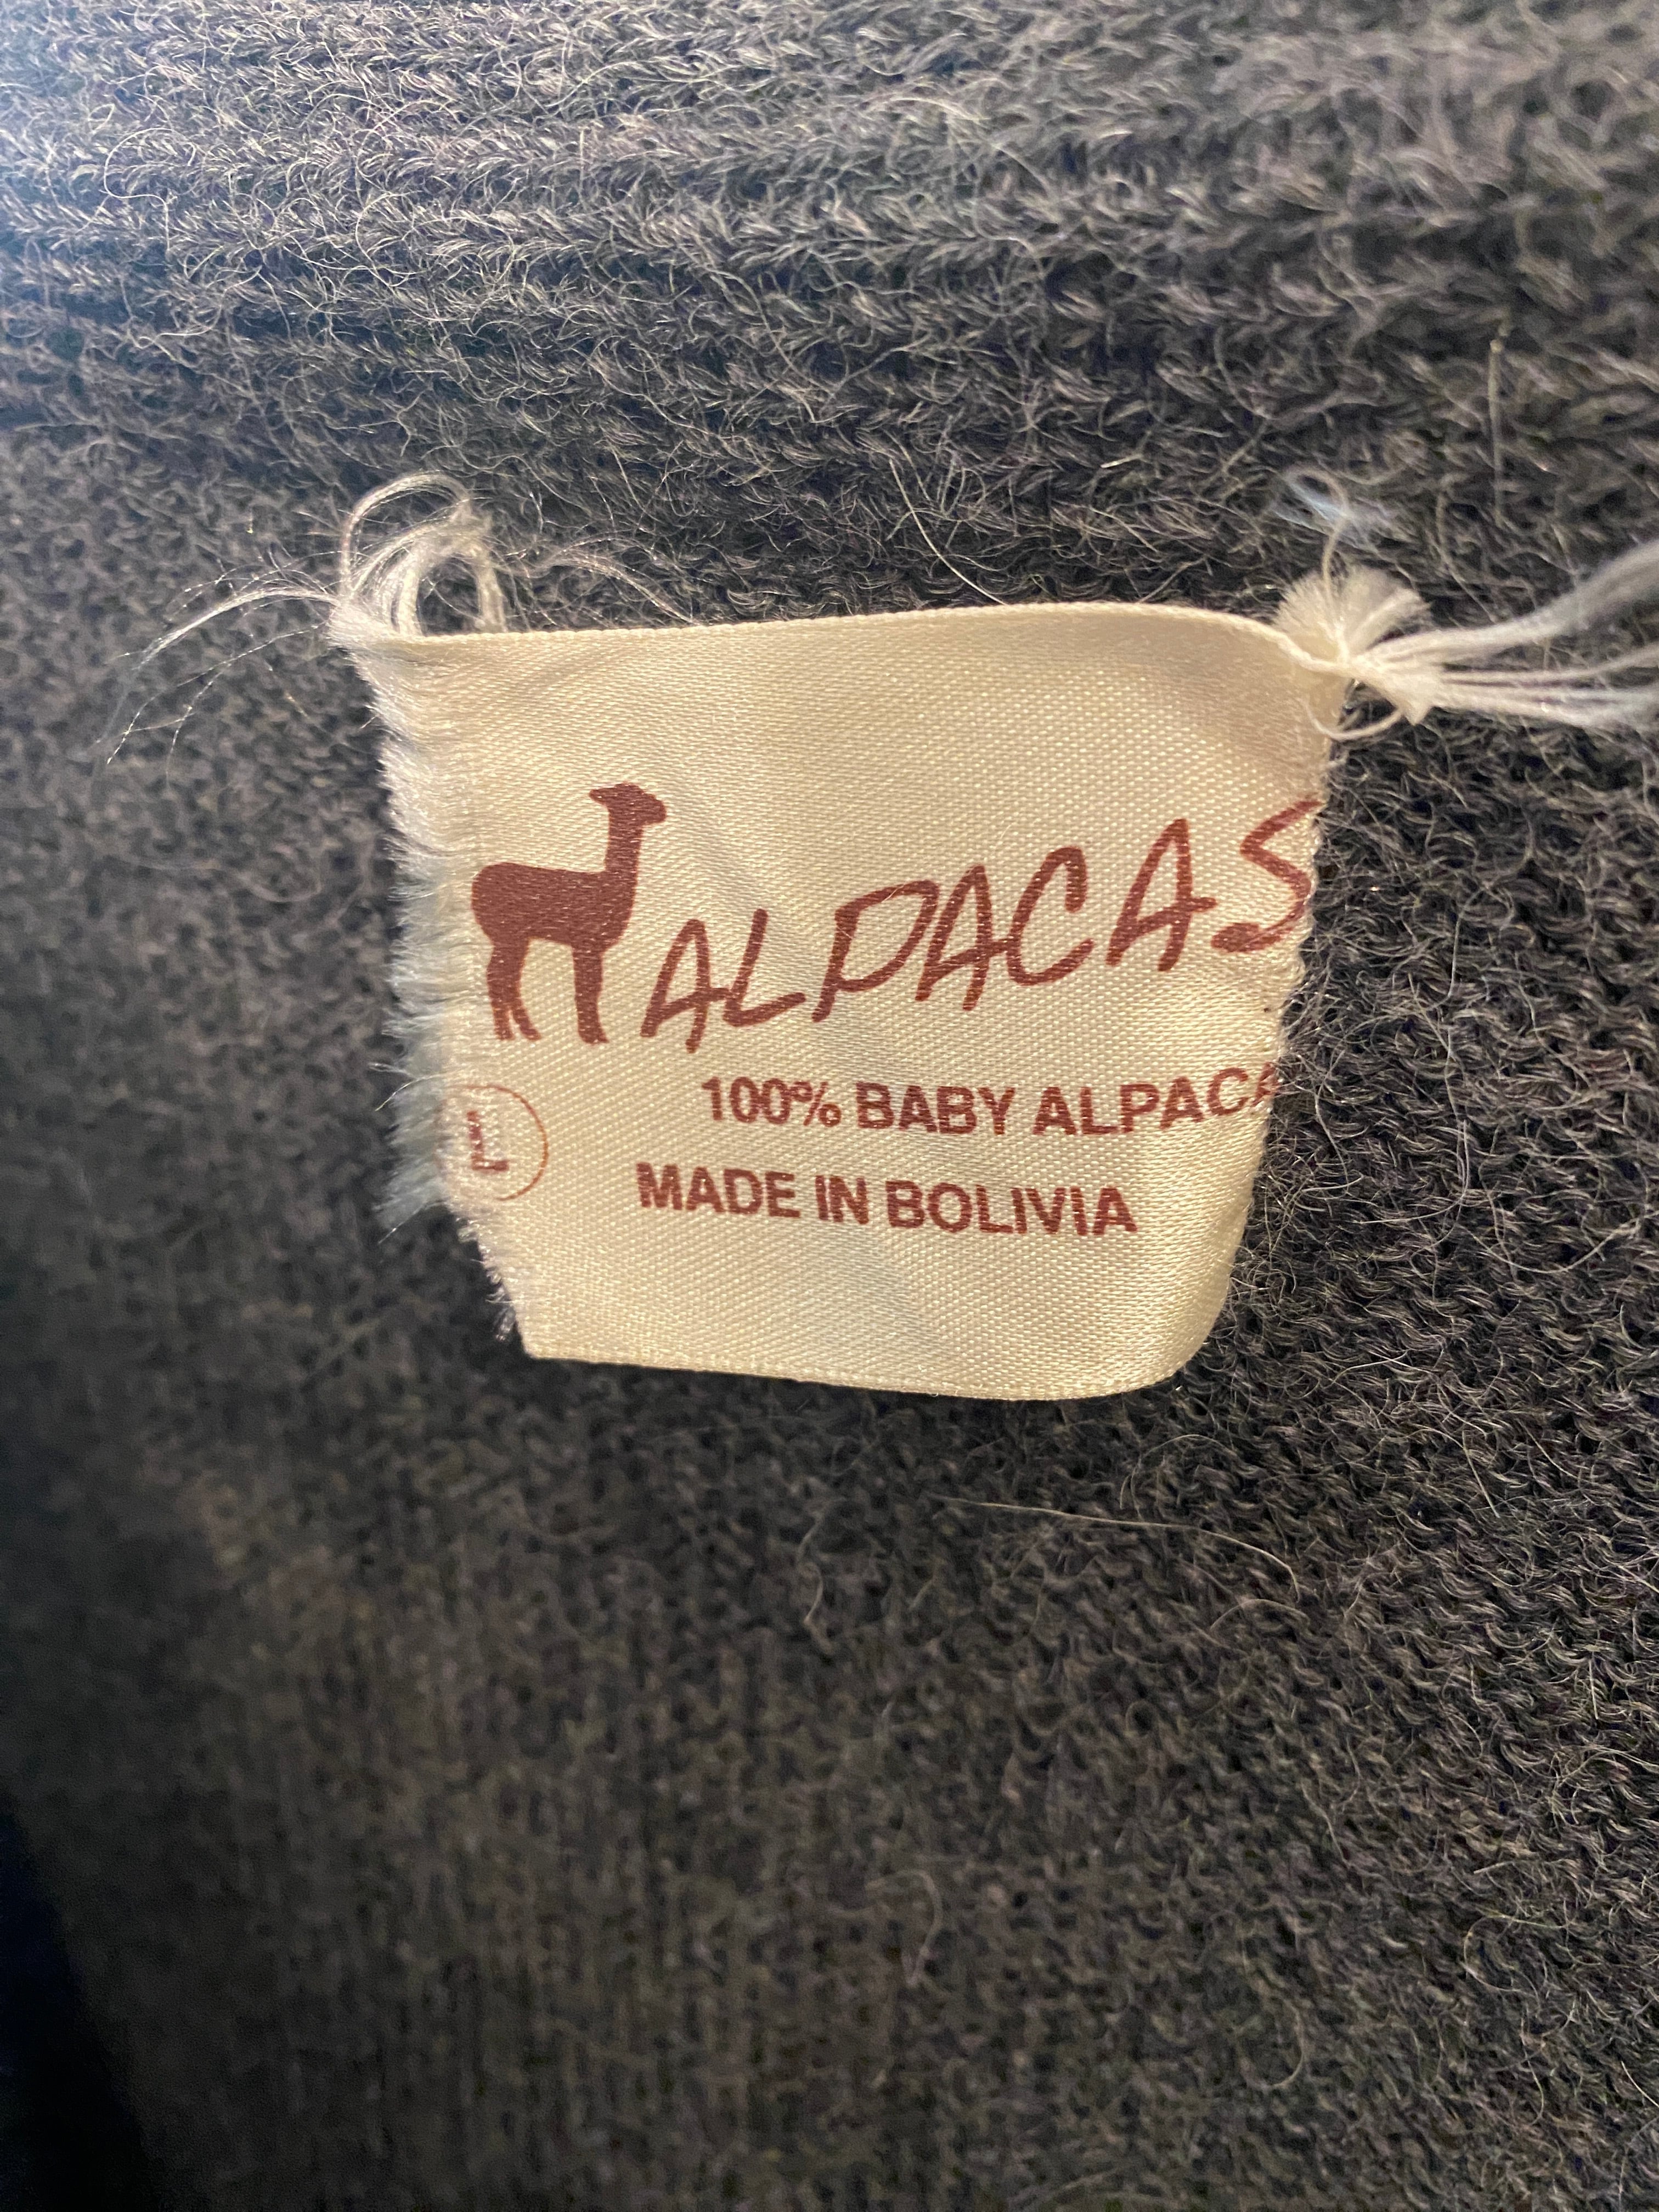 ALPACAS
100% BABY ALPACA
L
MADE IN BOLIVIA